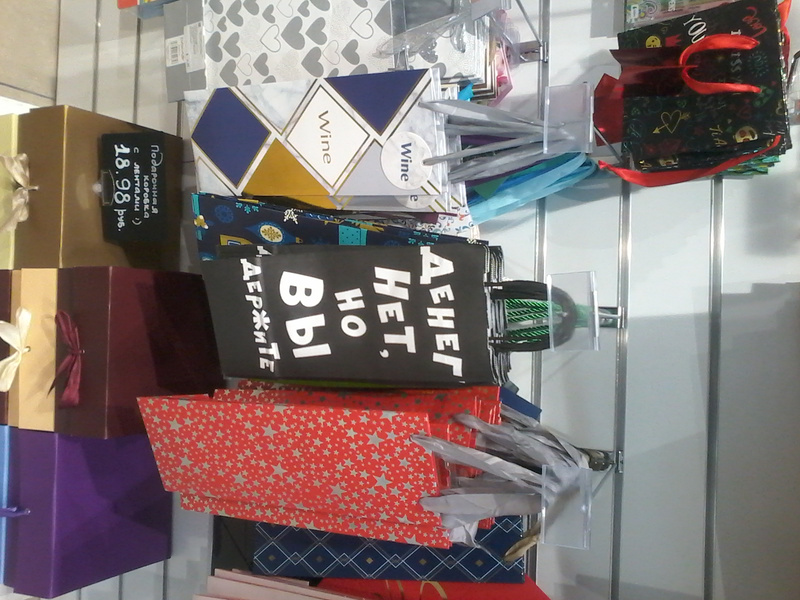 Wine
Wine
ДЕНЕГ
НЕТ,
НО
ВЫ
ДЕРЖИТЕ
Подарочная
коробка
с лентами :)
18.98 руб.